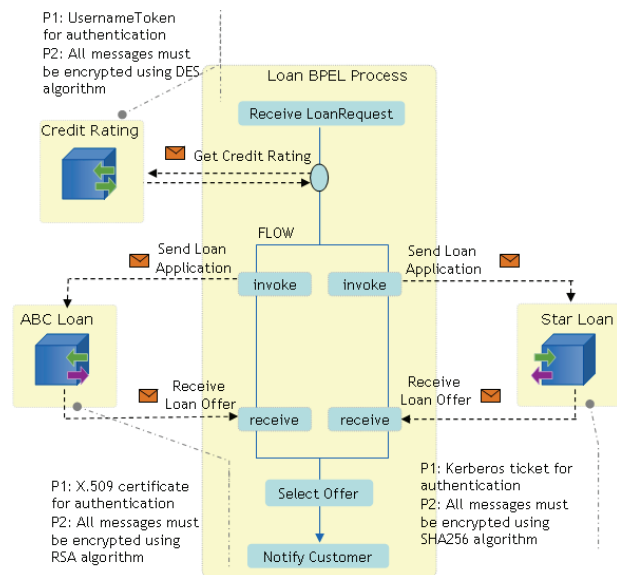 P1: UsernameToken
for authentication
P2: All messages must
be encrypted using DES
algorithm
Loan BPEL Process
Receive LoanRequest
Credit Rating
Get Credit Rating
FLOW
Send Loan
Application
Send Loan
Application
invoke
invoke
ABC Loan
Star Loan
Receive
Loan Offer
Receive
Loan Offer
receive
receive
P1: X.509 certificate
for authentication
P2: All messages must
be encrypted using
RSA algorithm
Select Offer
Notify Customer
P1: Kerberos ticket for
authentication
P2: All messages must
be encrypted using
SHA256 algorithm